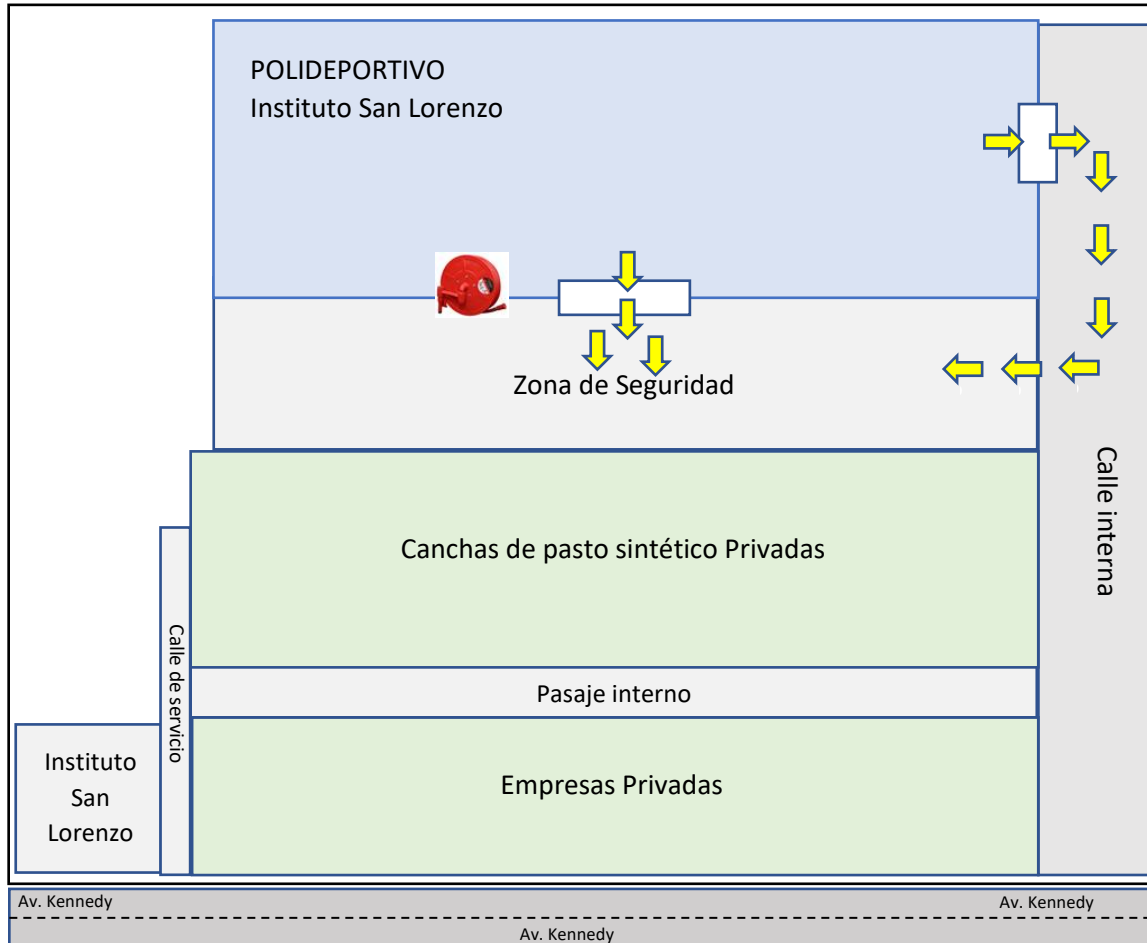 POLIDEPORTIVO
Instituto San Lorenzo
Zona de Seguridad
Calle interna
Canchas de pasto sintético Privadas
Calle de servicio
Pasaje interno
Instituto
San
Lorenzo
Empresas Privadas
Av. Kennedy
Av. Kennedy
Av. Kennedy